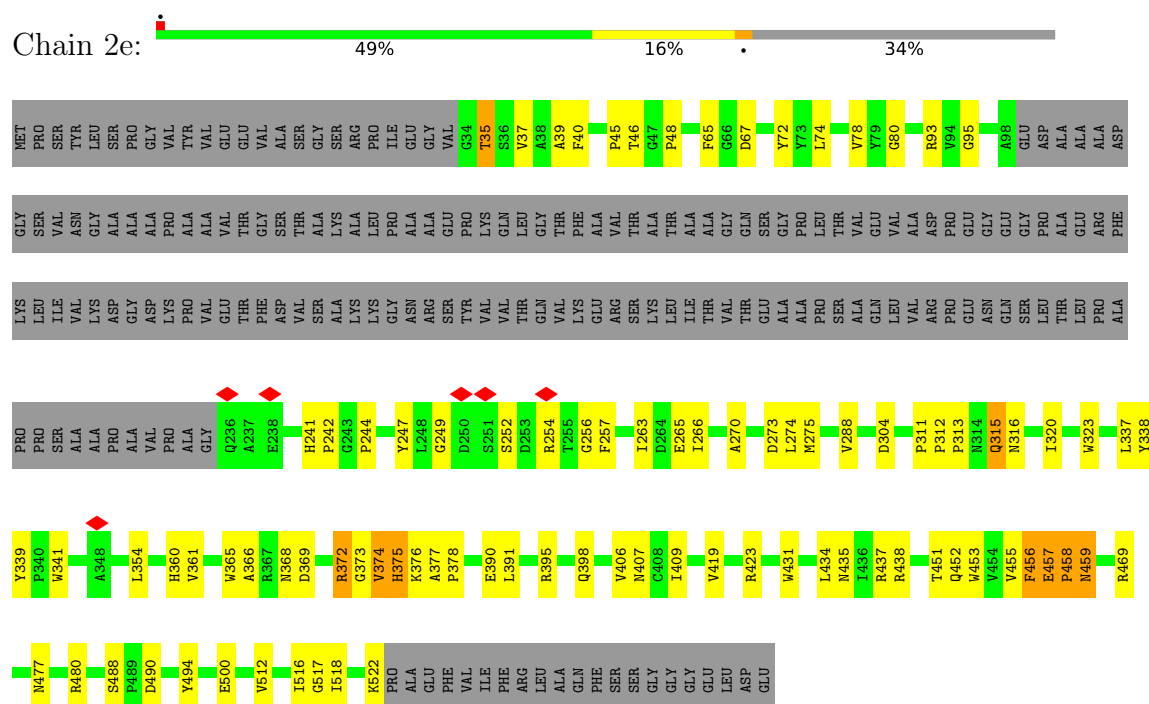 Chain 2e:
49% 16% • 34%
MET PRO SER TYR LEU SER PRO GLY VAL TYR VAL GLU GLU VAL ALA SER GLY SER ARG PRO ILE GLU GLY VAL G34 T35 S36 V37 A38 A39 F40 P45 T46 G47 P48 F65 G66 D67 Y72 Y73 L74 V78 Y79 G80 R93 V94 G95 A98 GLU ASP ALA ALA ALA ASP
GLY SER VAL ASN GLY ALA ALA ALA PRO ALA ALA VAL THR GLY SER THR ALA LYS ALA LEU PRO ALA ALA GLU PRO LYS GLN LEU GLY THR PHE ALA VAL THR ALA THR ALA ALA GLY GLN SER GLY PRO LEU THR VAL GLU VAL ALA ASP PRO GLU GLY GLU GLY PRO ALA GLU ARG PHE
LYS LEU ILE VAL LYS ASP GLY ASP LYS PRO VAL GLU THR PHE ASP VAL SER ALA LYS LYS GLY ASN ARG SER TYR VAL VAL THR GLN VAL LYS GLU ARG SER LYS LEU ILE THR VAL THR GLU ALA ALA PRO SER ALA GLN LEU VAL ARG PRO GLU ASN GLN SER LEU THR LEU PRO ALA
PRO PRO SER ALA ALA PRO ALA VAL PRO ALA GLY Q236 A237 E238 H241 P242 G243 P244 Y247 L248 G249 D250 S251 S252 D253 R254 T255 G256 F257 I263 D264 E265 I266 A270 D273 L274 M275 V288 D304 P311 P312 P313 N314 Q315 N316 I320 W323 L337 Y338
Y339 P340 W341 A348 L354 H360 V361 W365 A366 R367 N368 D369 R372 G373 V374 H375 K376 A377 P378 E390 L391 R395 Q398 V406 N407 C408 I409 V419 R423 W431 L434 N435 I436 R437 R438 T451 Q452 W453 V454 V455 F456 E457 P458 N459 R469
N477 R480 S488 P489 D490 Y494 E500 V512 I516 G517 I518 K522 PRO ALA GLU PHE VAL ILE PHE ARG LEU ALA GLN PHE SER SER GLY GLY GLY GLU LEU ASP GLU